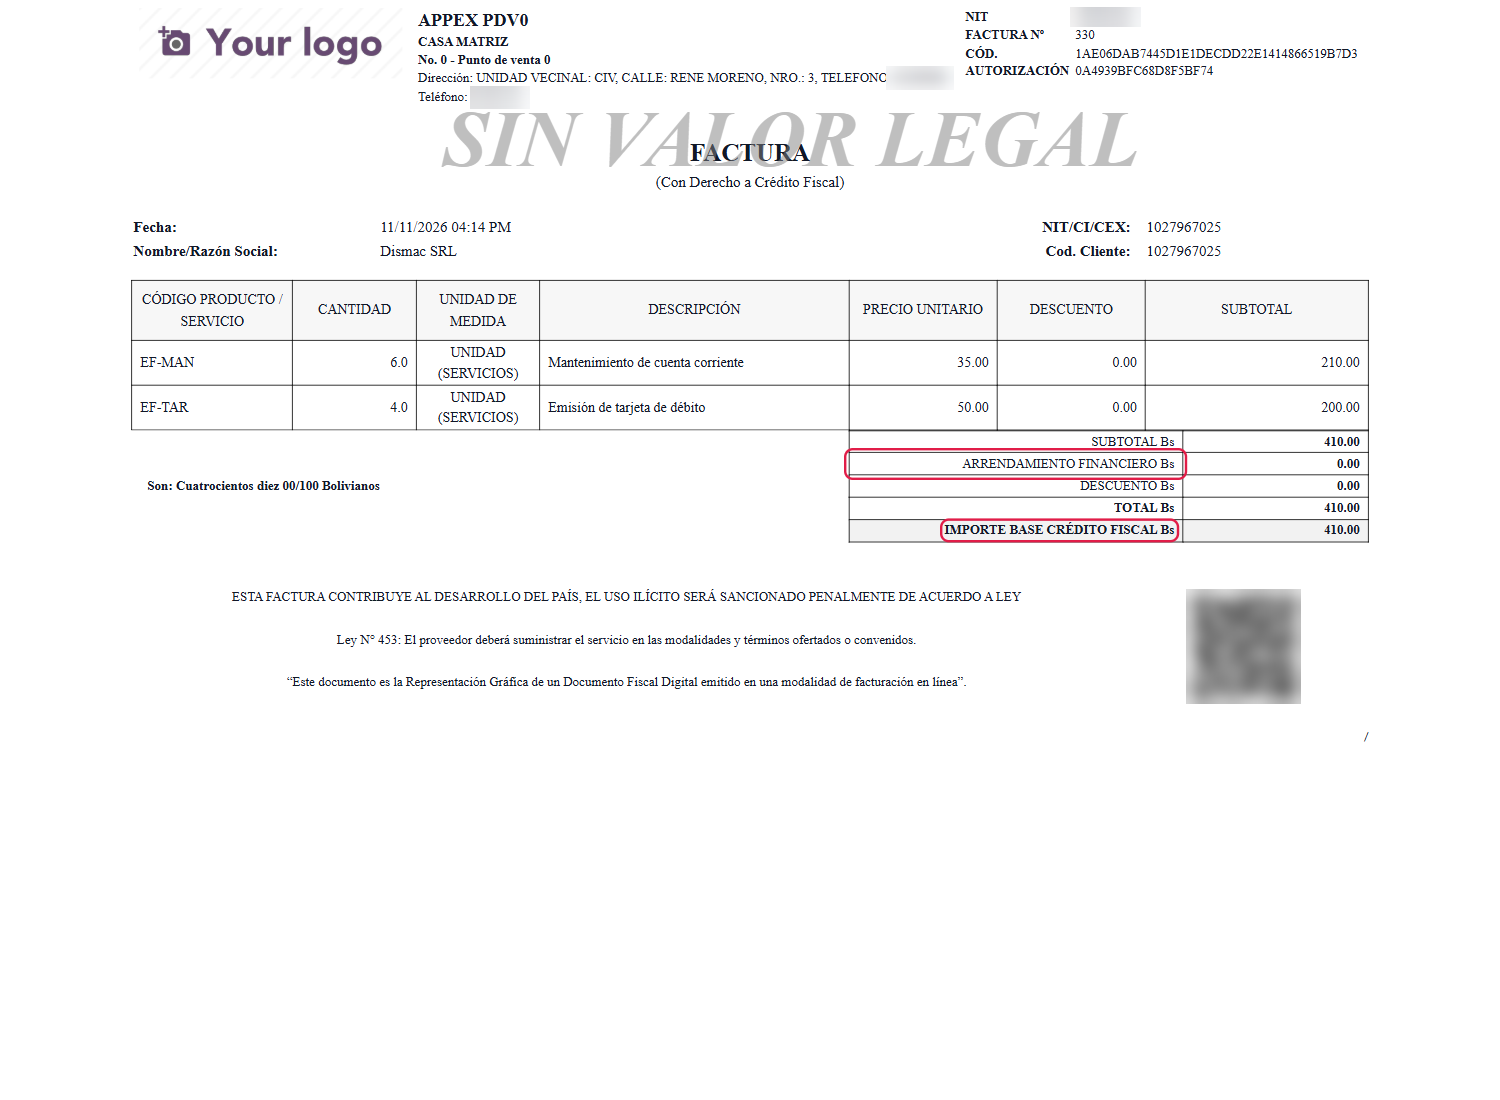 Your logo
APPEX PDV0
CASA MATRIZ
No. 0 - Punto de venta 0
Dirección: UNIDAD VECINAL: CIV, CALLE: RENE MORENO, NRO.: 3, TELEFONO
Teléfono:
NIT
FACTURA Nº 330
CÓD. 1AE06DAB7445D1E1DECDD22E1414866519B7D3
AUTORIZACIÓN 0A4939BFC68D8F5BF74
SIN VALOR LEGAL
FACTURA
(Con Derecho a Crédito Fiscal)
Fecha: 11/11/2026 04:14 PM NIT/CI/CEX: 1027967025
Nombre/Razón Social: Dismac SRL Cod. Cliente: 1027967025
CÓDIGO PRODUCTO / SERVICIO CANTIDAD UNIDAD DE MEDIDA DESCRIPCIÓN PRECIO UNITARIO DESCUENTO SUBTOTAL
EF-MAN 6.0 UNIDAD (SERVICIOS) Mantenimiento de cuenta corriente 35.00 0.00 210.00
EF-TAR 4.0 UNIDAD (SERVICIOS) Emisión de tarjeta de débito 50.00 0.00 200.00
SUBTOTAL Bs 410.00
ARRENDAMIENTO FINANCIERO Bs 0.00
Son: Cuatrocientos diez 00/100 Bolivianos DESCUENTO Bs 0.00
TOTAL Bs 410.00
IMPORTE BASE CRÉDITO FISCAL Bs 410.00
ESTA FACTURA CONTRIBUYE AL DESARROLLO DEL PAÍS, EL USO ILÍCITO SERÁ SANCIONADO PENALMENTE DE ACUERDO A LEY
Ley N° 453: El proveedor deberá suministrar el servicio en las modalidades y términos ofertados o convenidos.
“Este documento es la Representación Gráfica de un Documento Fiscal Digital emitido en una modalidad de facturación en línea”.
/